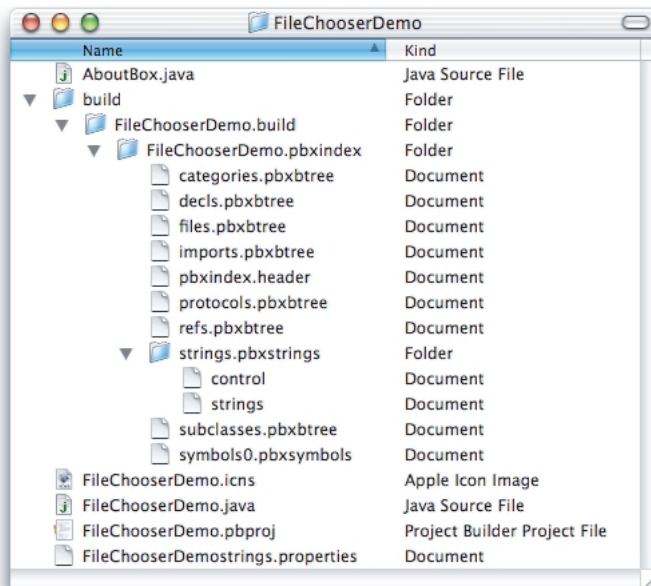 FileChooserDemo
Name Kind
AboutBox.java Java Source File
build Folder
FileChooserDemo.build Folder
FileChooserDemo.pbxindex Folder
categories.pbxbtree Document
decls.pbxbtree Document
files.pbxbtree Document
imports.pbxbtree Document
pbxindex.header Document
protocols.pbxbtree Document
refs.pbxbtree Document
strings.pbxstrings Folder
control Document
strings Document
subclasses.pbxbtree Document
symbols0.pbxsymbols Document
FileChooserDemo.icns Apple Icon Image
FileChooserDemo.java Java Source File
FileChooserDemo.pbproj Project Builder Project File
FileChooserDemostrings.properties Document